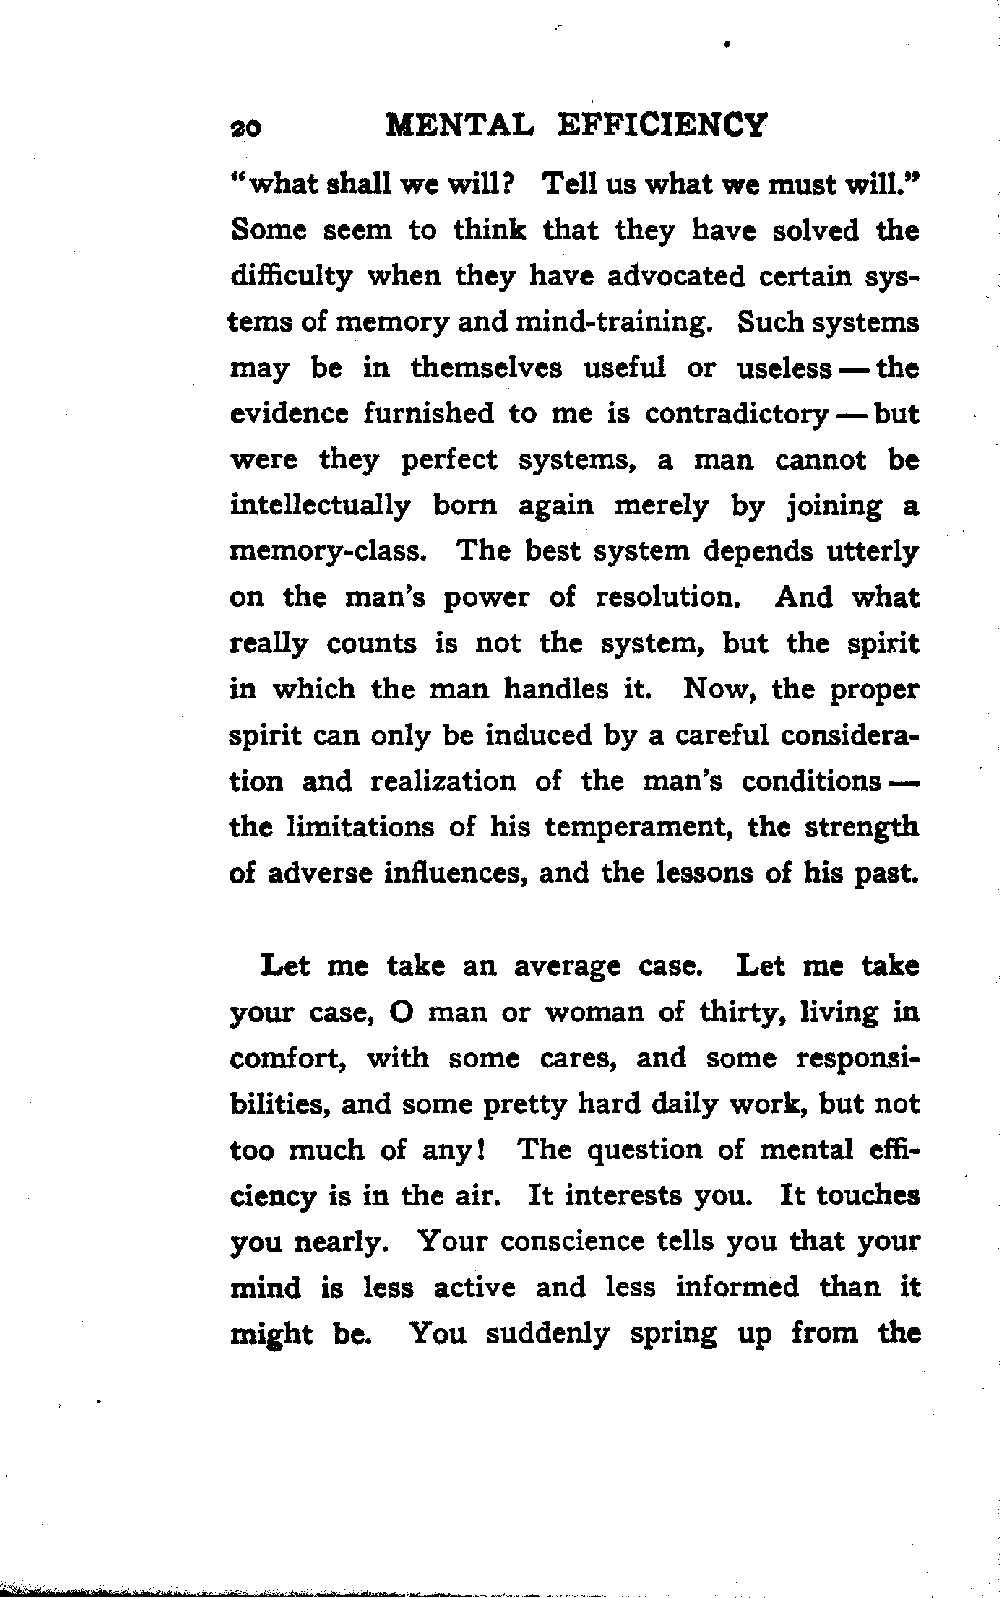 20 MENTAL EFFICIENCY
“what shall we will? Tell us what we must will.”
Some seem to think that they have solved the
difficulty when they have advocated certain sys-
tems of memory and mind-training. Such systems
may be in themselves useful or useless — the
evidence furnished to me is contradictory — but
were they perfect systems, a man cannot be
intellectually born again merely by joining a
memory-class. The best system depends utterly
on the man's power of resolution. And what
really counts is not the system, but the spirit
in which the man handles it. Now, the proper
spirit can only be induced by a careful considera-
tion and realization of the man's conditions —
the limitations of his temperament, the strength
of adverse influences, and the lessons of his past.
Let me take an average case. Let me take
your case, O man or woman of thirty, living in
comfort, with some cares, and some responsi-
bilities, and some pretty hard daily work, but not
too much of any! The question of mental effi-
ciency is in the air. It interests you. It touches
you nearly. Your conscience tells you that your
mind is less active and less informed than it
might be. You suddenly spring up from the